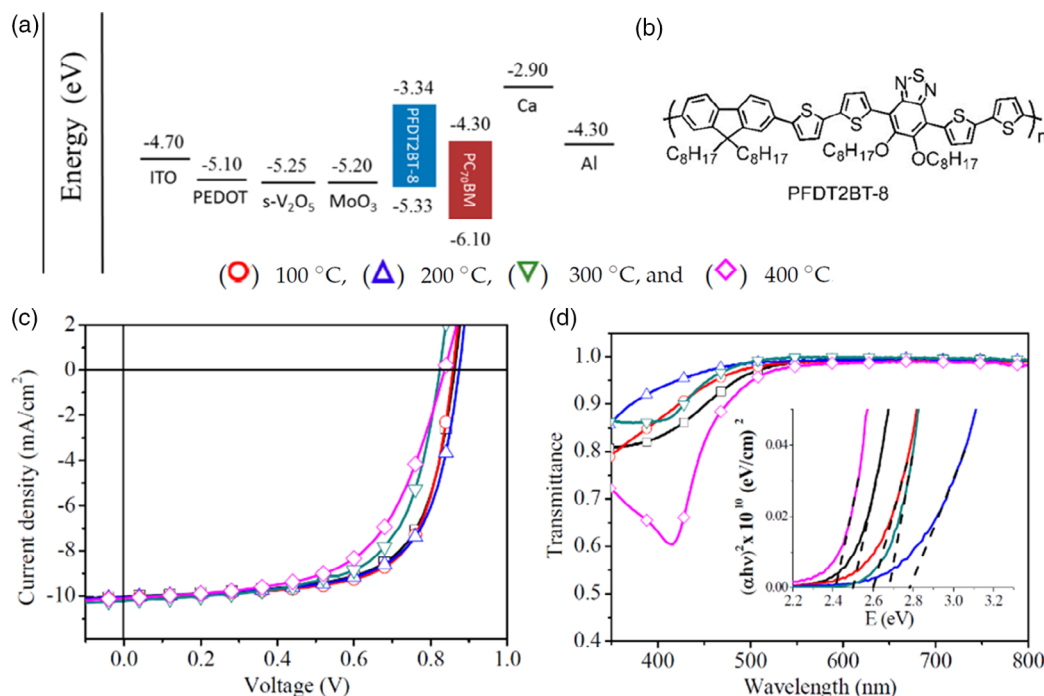 (a)
Energy (eV)
-4.70
ITO
-5.10
PEDOT
-5.25
s-V₂O₅
-5.20
MoO₃
-3.34
PFDT2BT-8
-5.33
-4.30
PC₇₀BM
-6.10
-2.90
Ca
-4.30
Al
(b)
N S N
S S S S
C₈H₁₇ C₈H₁₇ C₈H₁₇O OC₈H₁₇
n
PFDT2BT-8
( ) 100 °C, ( ) 200 °C, ( ) 300 °C, and ( ) 400 °C
(c)
Current density (mA/cm²)
2
0
-2
-4
-6
-8
-10
0.0 0.2 0.4 0.6 0.8 1.0
Voltage (V)
(d)
Transmittance
1.0
0.9
0.8
0.7
0.6
0.5
0.4
400 500 600 700 800
Wavelength (nm)
(αhν)² x 10¹⁰ (eV/cm)²
0.04
0.02
0.00
2.2 2.4 2.6 2.8 3.0 3.2
E (eV)